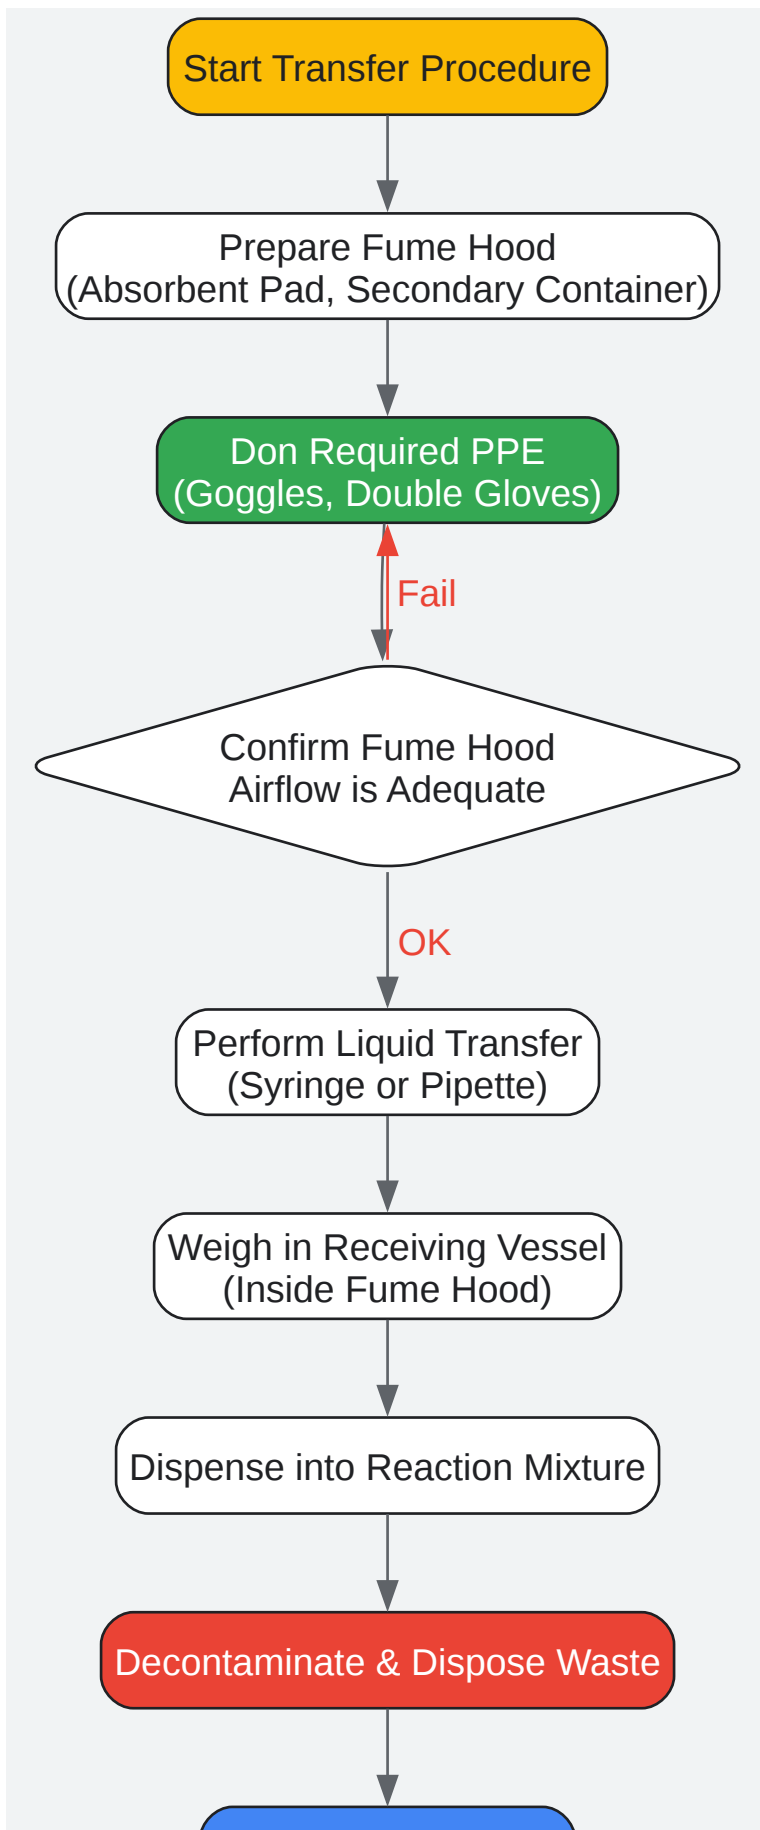 Start Transfer Procedure
Prepare Fume Hood
(Absorbent Pad, Secondary Container)
Don Required PPE
(Goggles, Double Gloves)
Fail
Confirm Fume Hood
Airflow is Adequate
OK
Perform Liquid Transfer
(Syringe or Pipette)
Weigh in Receiving Vessel
(Inside Fume Hood)
Dispense into Reaction Mixture
Decontaminate & Dispose Waste